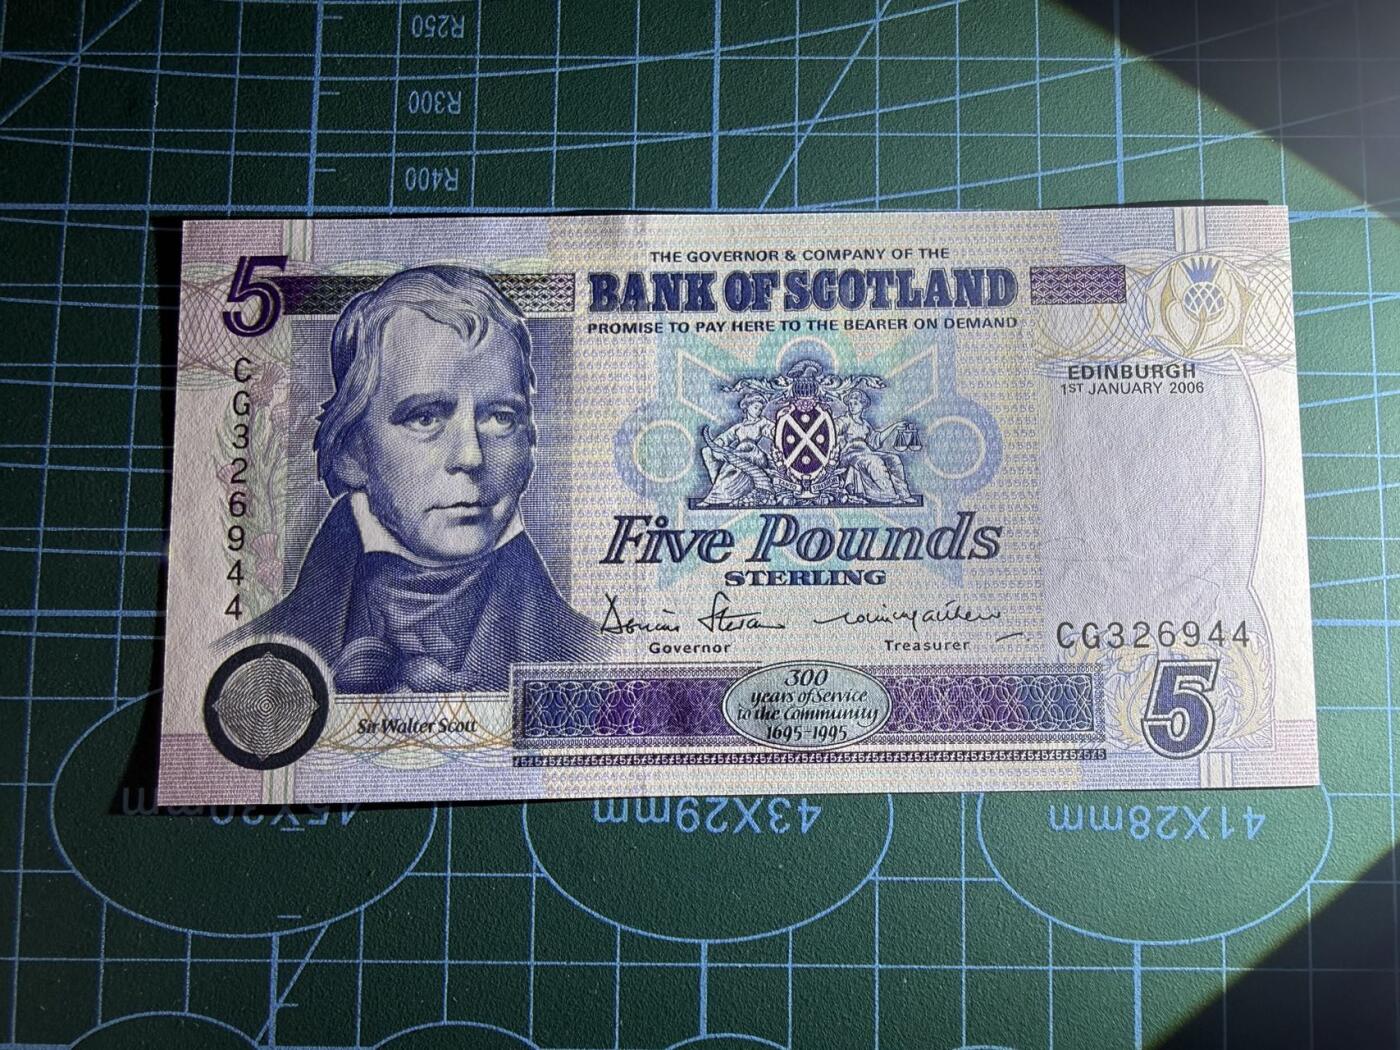 R250
R300
R400
5
THE GOVERNOR & COMPANY OF THE
BANK OF SCOTLAND
PROMISE TO PAY HERE TO THE BEARER ON DEMAND
EDINBURGH
1ST JANUARY 2006
CG326944
Five Pounds
STERLING
Governor
Treasurer
CG326944
300
years of Service
to the Community
1695-1995
Sir Walter Scott
5
45X30mm
43X29mm
41X28mm